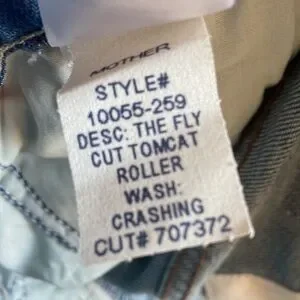 MOTHER
STYLE#
10055-259
DESC: THE FLY
CUT TOMCAT
ROLLER
WASH:
CRASHING
CUT# 707372